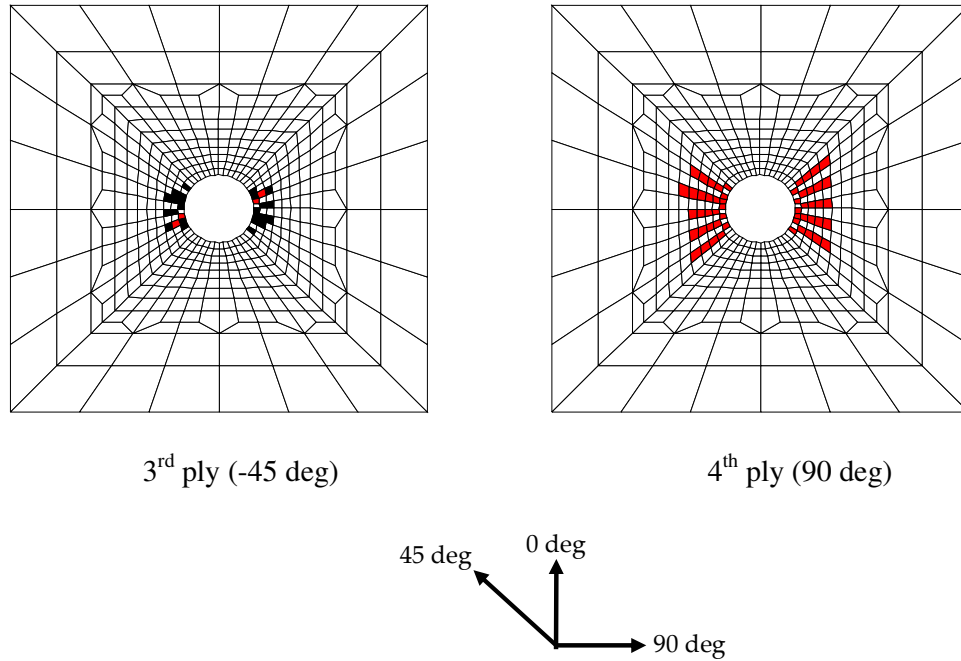 3rd ply (-45 deg)
4th ply (90 deg)
0 deg
45 deg
90 deg